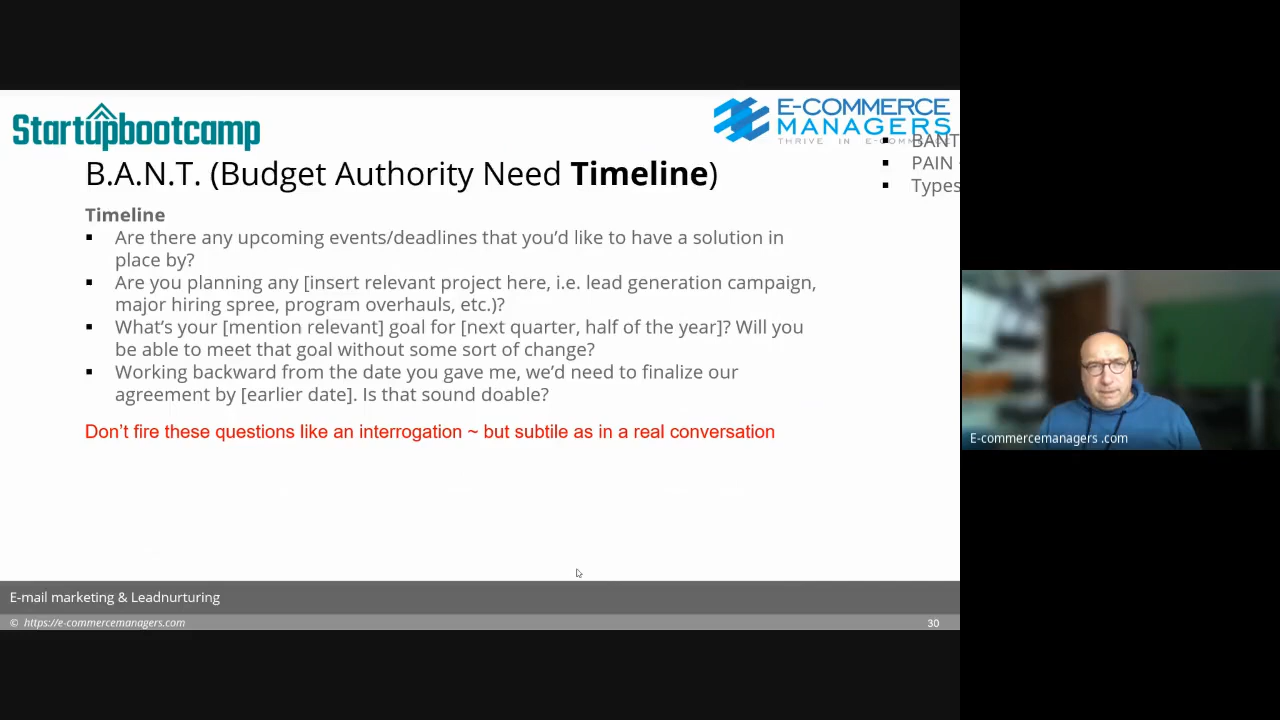 Startupbootcamp
E-COMMERCE
MANAGERS
THRIVE IN E-COMMERCE
▪ BANT
▪ PAIN
▪ Types
B.A.N.T. (Budget Authority Need Timeline)
Timeline
▪ Are there any upcoming events/deadlines that you’d like to have a solution in
place by?
▪ Are you planning any [insert relevant project here, i.e. lead generation campaign,
major hiring spree, program overhauls, etc.)?
▪ What’s your [mention relevant] goal for [next quarter, half of the year]? Will you
be able to meet that goal without some sort of change?
▪ Working backward from the date you gave me, we’d need to finalize our
agreement by [earlier date]. Is that sound doable?
Don’t fire these questions like an interrogation ~ but subtile as in a real conversation
E-commercemanagers .com
E-mail marketing & Leadnurturing
© https://e-commercemanagers.com
30